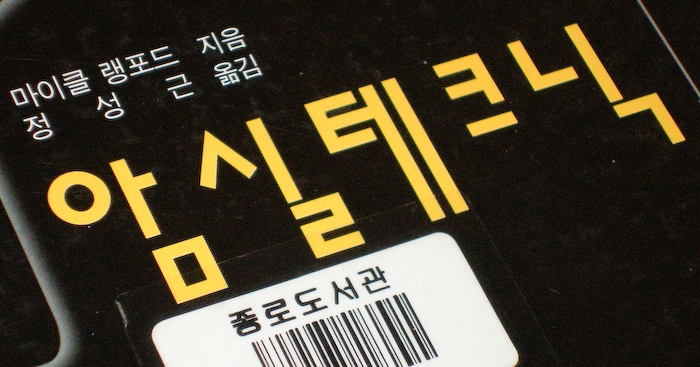 마이클 랭포드 지음
정성근 옮김
암실테크닉
종로도서관